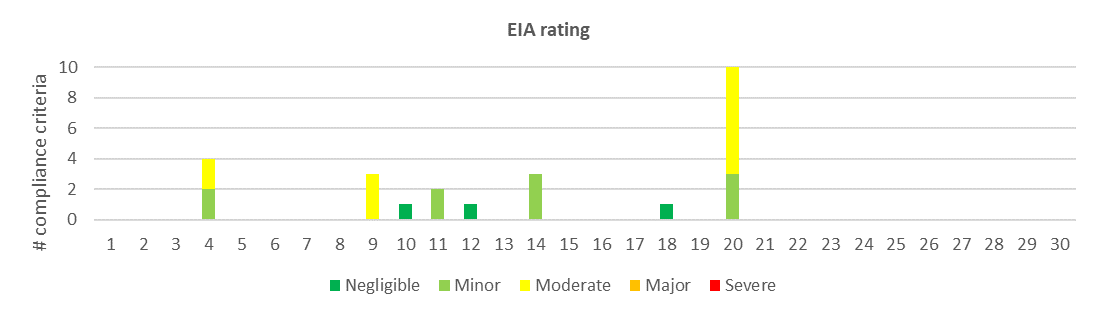 EIA rating
# compliance criteria
10
8
6
4
2
0
1 2 3 4 5 6 7 8 9 10 11 12 13 14 15 16 17 18 19 20 21 22 23 24 25 26 27 28 29 30
Negligible Minor Moderate Major Severe